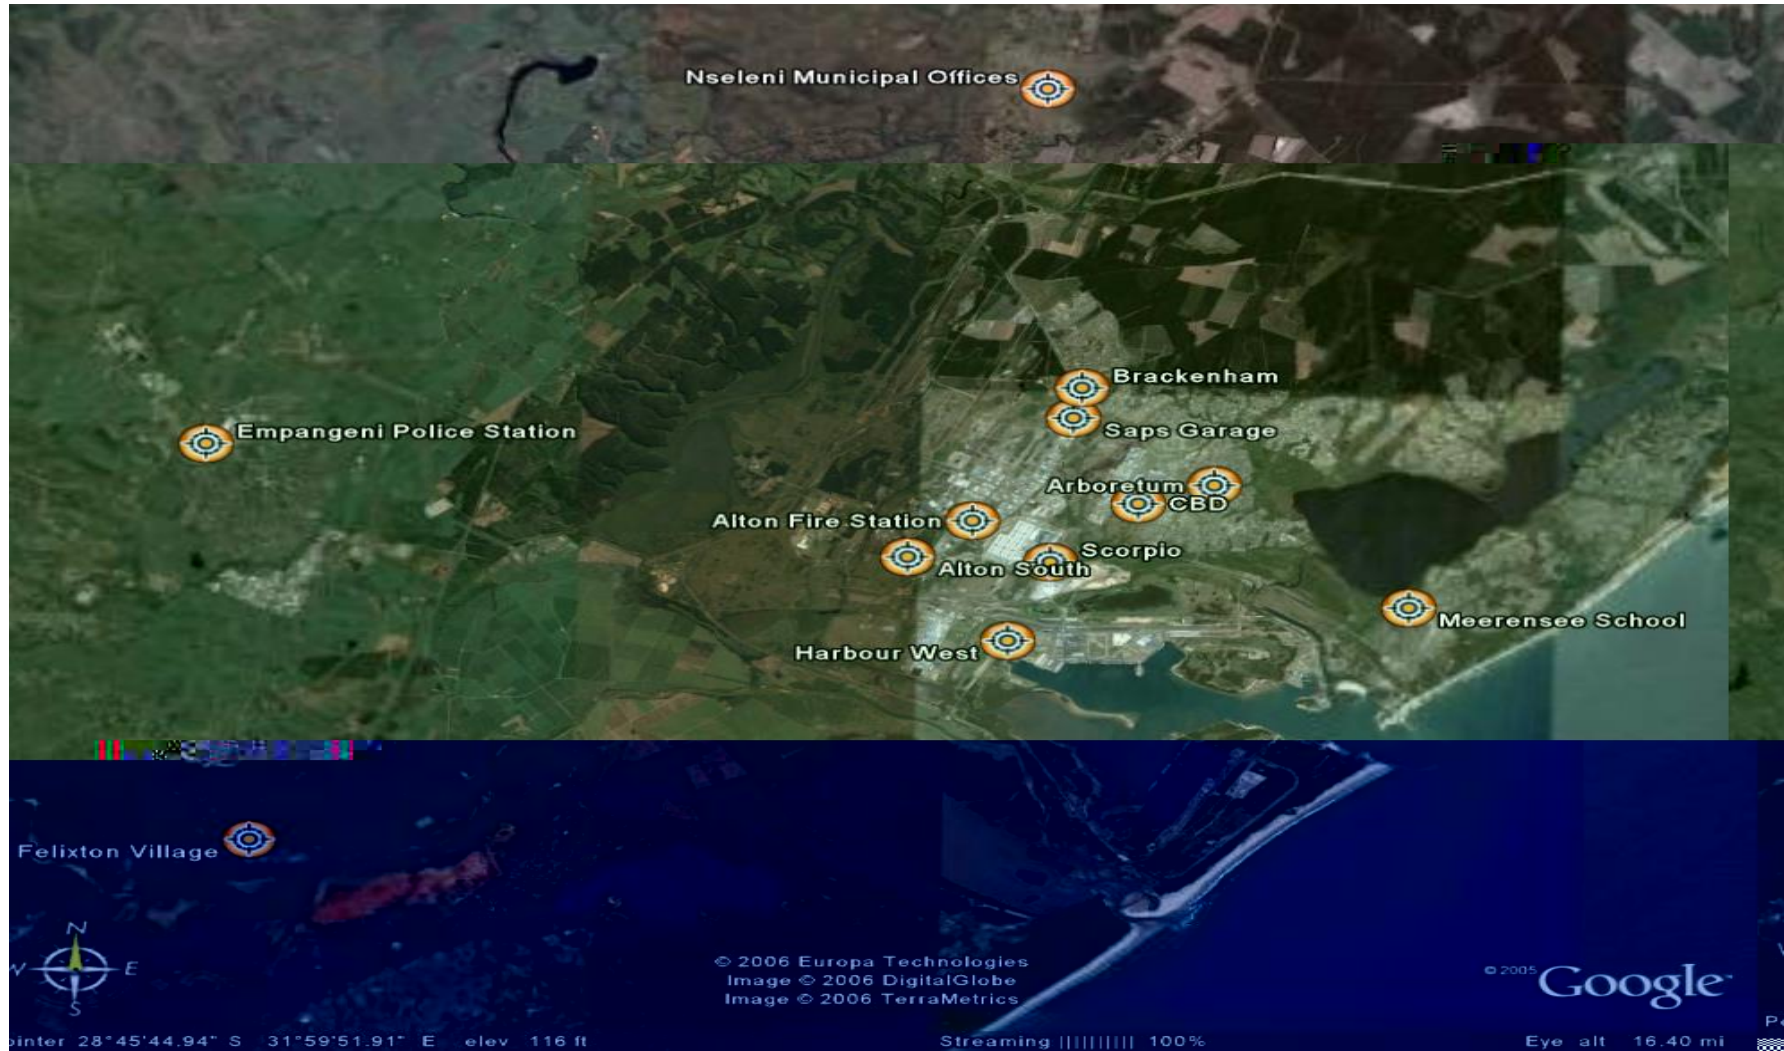 Nseleni Municipal Offices
Brackenham
Saps Garage
Empangeni Police Station
Arboretum
CBD
Alton Fire Station
Scorpio
Alton South
Meerensee School
Harbour West
Felixton Village
N
E
S
© 2006 Europa Technologies
Image © 2006 DigitalGlobe
Image © 2006 TerraMetrics
© 2005 Google
28°45'44.94" S 31°59'51.91" E elev 116 ft
Streaming |||||||||| 100%
Eye alt 16.40 mi